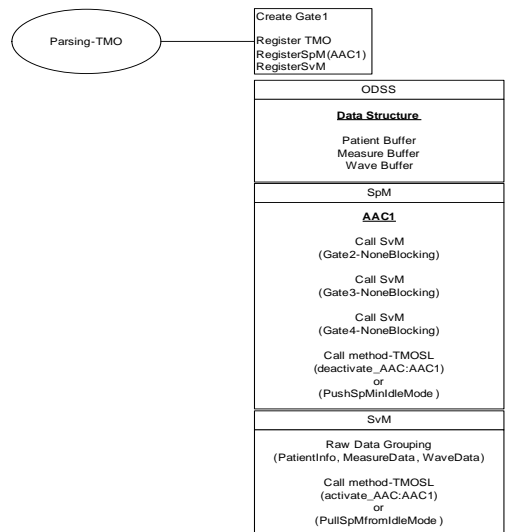 Parsing-TMO
Create Gate1
Register TMO
RegisterSpM(AAC1)
RegisterSvM
ODSS
Data Structure
Patient Buffer
Measure Buffer
Wave Buffer
SpM
AAC1
Call SvM
(Gate2-NoneBlocking)
Call SvM
(Gate3-NoneBlocking)
Call SvM
(Gate4-NoneBlocking)
Call method-TMOSL
(deactivate_AAC:AAC1)
or
(PushSpMinIdleMode )
SvM
Raw Data Grouping
(PatientInfo, MeasureData, WaveData)
Call method-TMOSL
(activate_AAC:AAC1)
or
(PullSpMfromIdleMode )